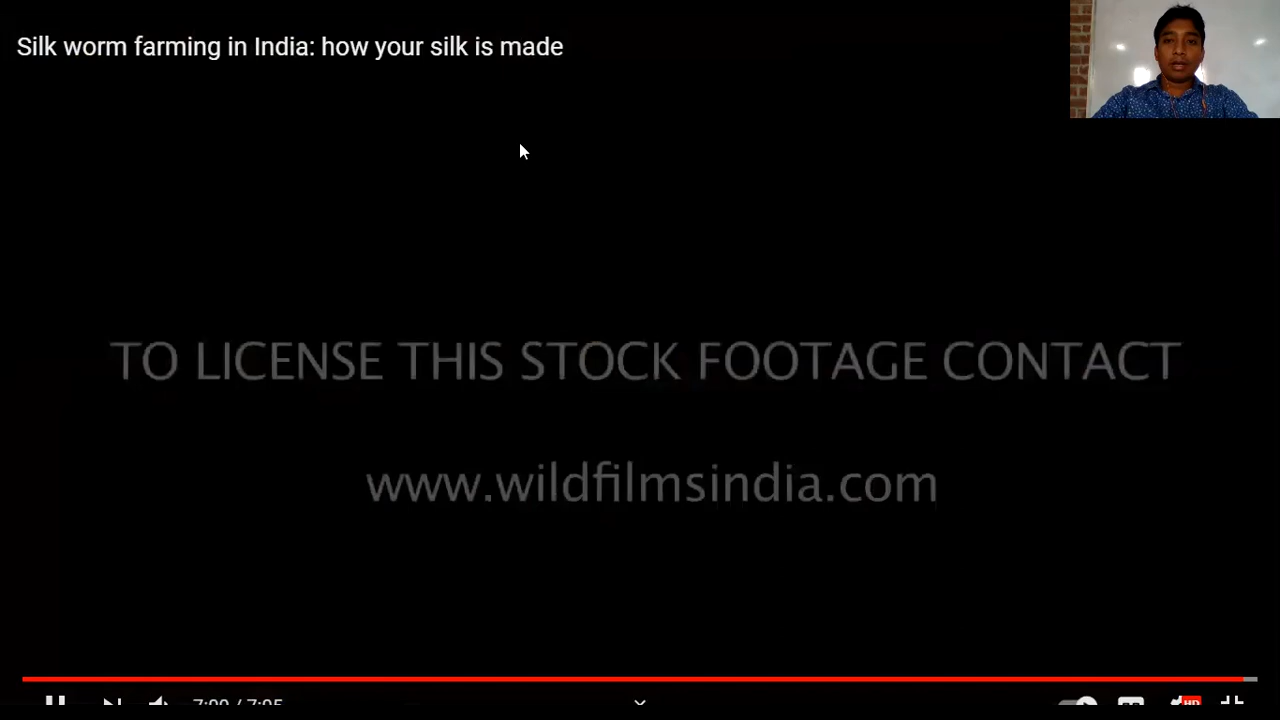 Silk worm farming in India: how your silk is made
TO LICENSE THIS STOCK FOOTAGE CONTACT
www.wildfilmsindia.com
HD